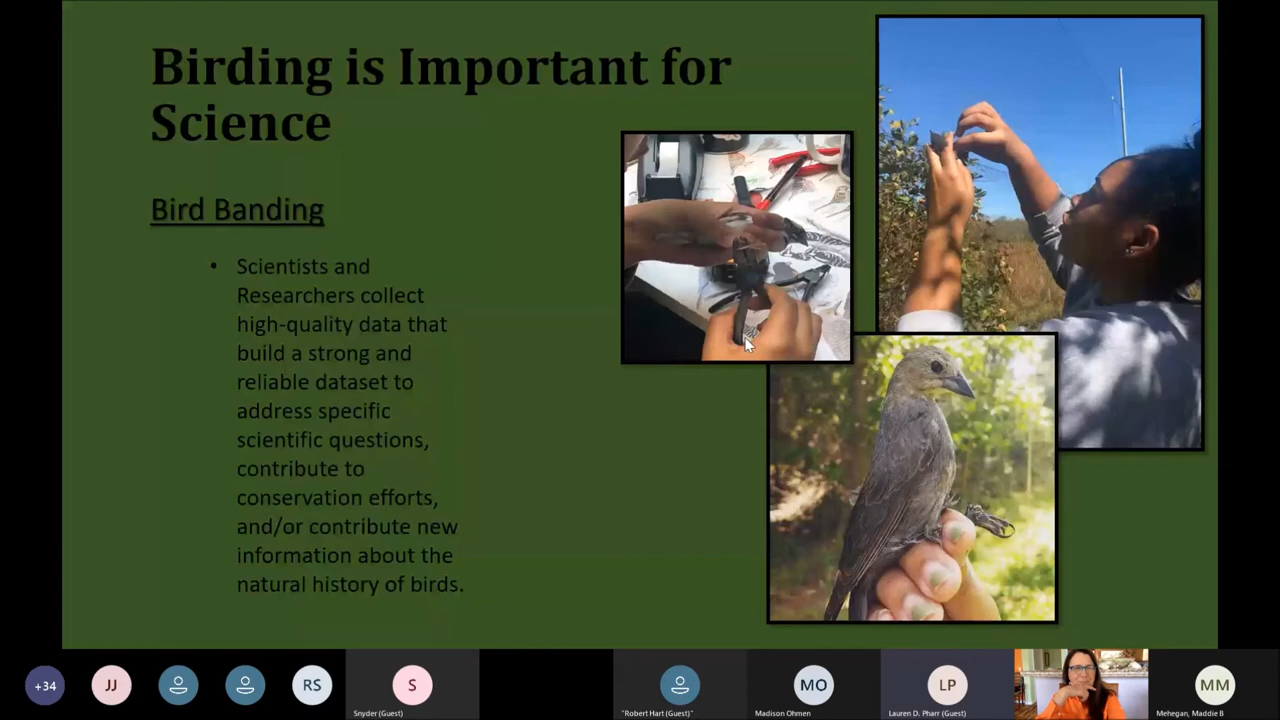 Birding is Important for
Science
Bird Banding
• Scientists and
Researchers collect
high-quality data that
build a strong and
reliable dataset to
address specific
scientific questions,
contribute to
conservation efforts,
and/or contribute new
information about the
natural history of birds.
+34
JJ
RS
S
Snyder (Guest)
"Robert Hart (Guest)"
MO
Madison Ohmen
LP
Lauren D. Pharr (Guest)
MM
Mehegan, Maddie B